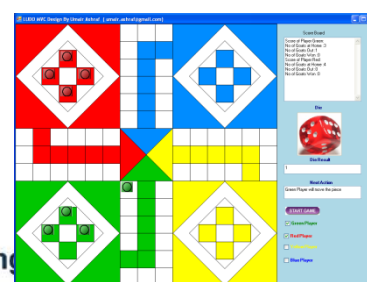 LUDO MVC Design By Umair Ashraf ( umair.ashraf@gmail.com)
Score Board
Score of Player:Green
No of Goats at Home: 3
No of Goats Out: 1
No of Goats Won: 0
Score of Player:Red
No of Goats at Home: 4
No of Goats Out: 0
No of Goats Won: 0
Die
Die Result
1
Next Action
Green Player will move the piece
START GAME
Green Player
Red Player
Blue Player